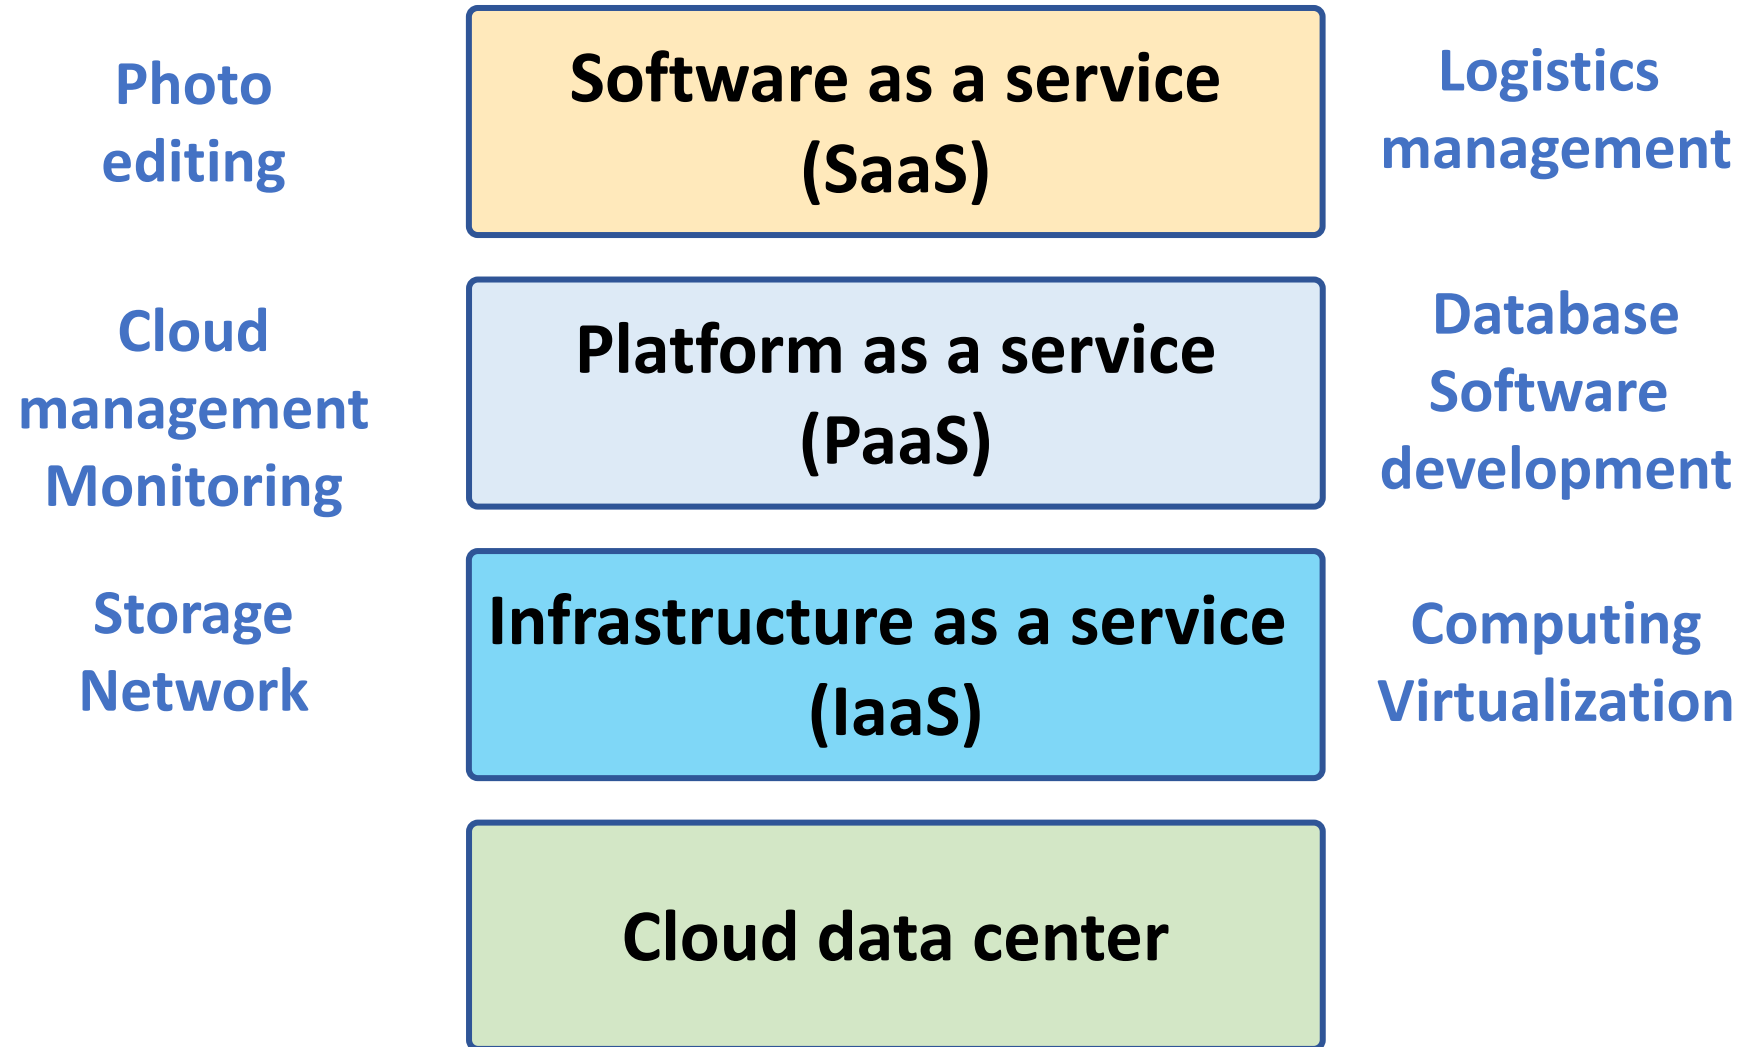 Photo
editing
Software as a service
(SaaS)
Logistics
management
Cloud
management
Monitoring
Platform as a service
(PaaS)
Database
Software
development
Storage
Network
Infrastructure as a service
(IaaS)
Computing
Virtualization
Cloud data center